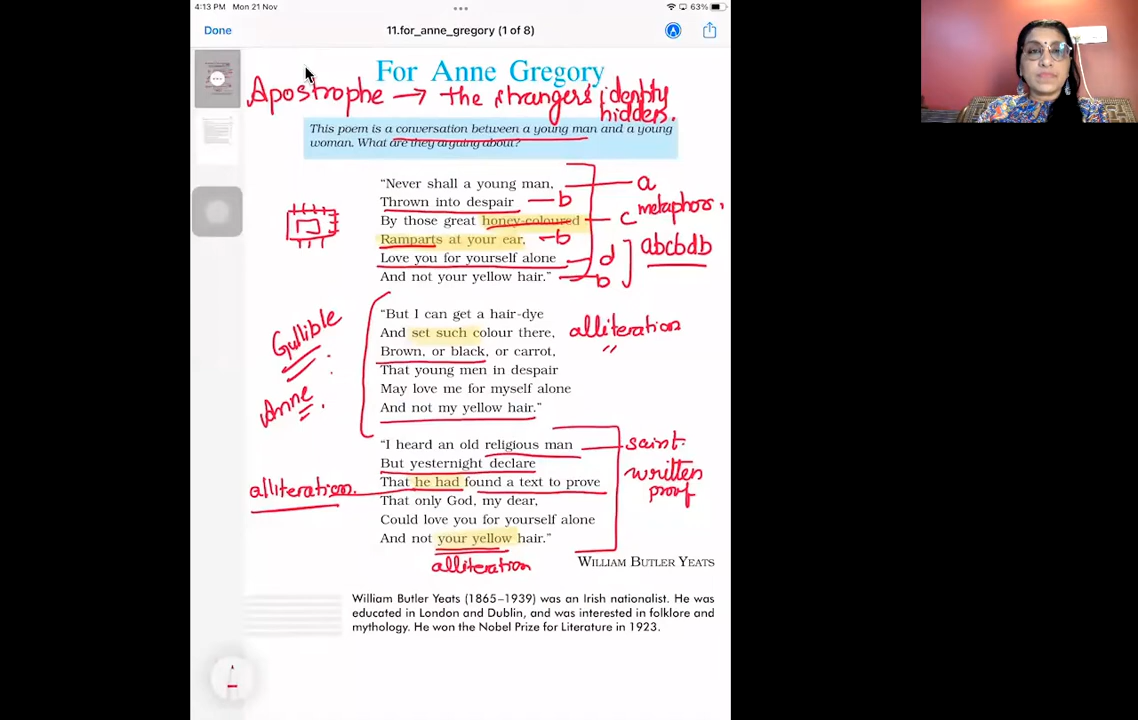 4:13 PM Mon 21 Nov
63%
Done
11.for_anne_gregory (1 of 8)
For Anne Gregory
Apostrophe → the strangers identity
hidders.
This poem is a conversation between a young man and a young
woman. What are they arguing about?
"Never shall a young man, a
Thrown into despair b
By those great honey-coloured c metaphors,
Ramparts at your ear, b
abcbdb
Love you for yourself alone d
And not your yellow hair." b
"But I can get a hair-dye
And set such colour there, alliteration
Brown, or black, or carrot,
That young men in despair
May love me for myself alone
And not my yellow hair."
Gullible
Anne
"I heard an old religious man saint.
But yesternight declare
That he had found a text to prove written
proof
alliteration
That only God, my dear,
Could love you for yourself alone
And not your yellow hair."
alliteration
WILLIAM BUTLER YEATS
William Butler Yeats (1865–1939) was an Irish nationalist. He was
educated in London and Dublin, and was interested in folklore and
mythology. He won the Nobel Prize for Literature in 1923.